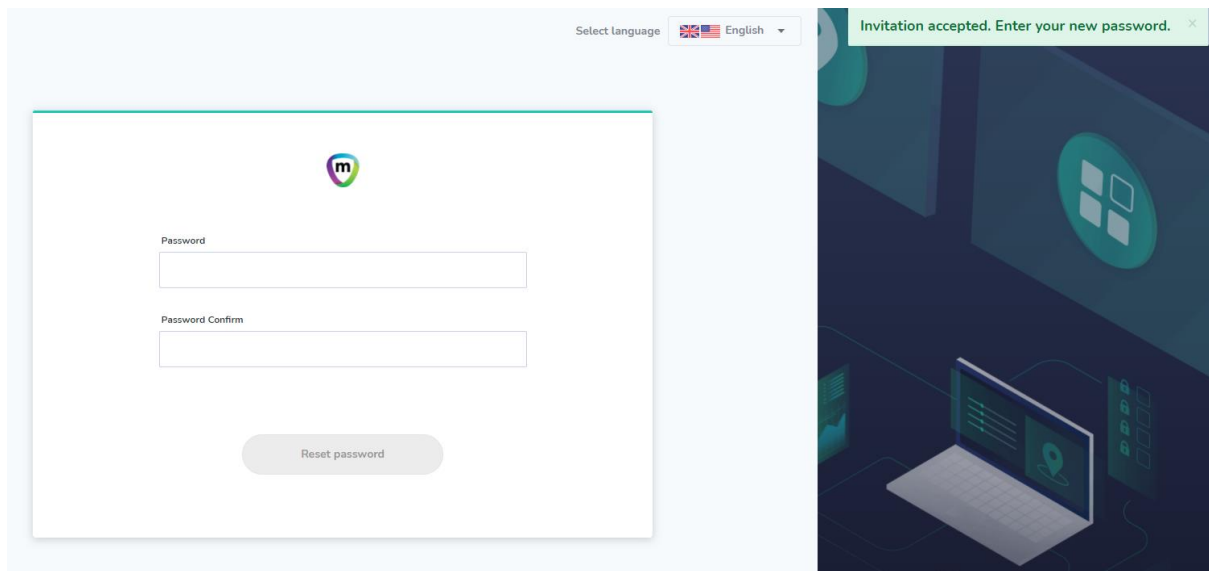 Select language English
Invitation accepted. Enter your new password. ×
m
Password
Password Confirm
Reset password